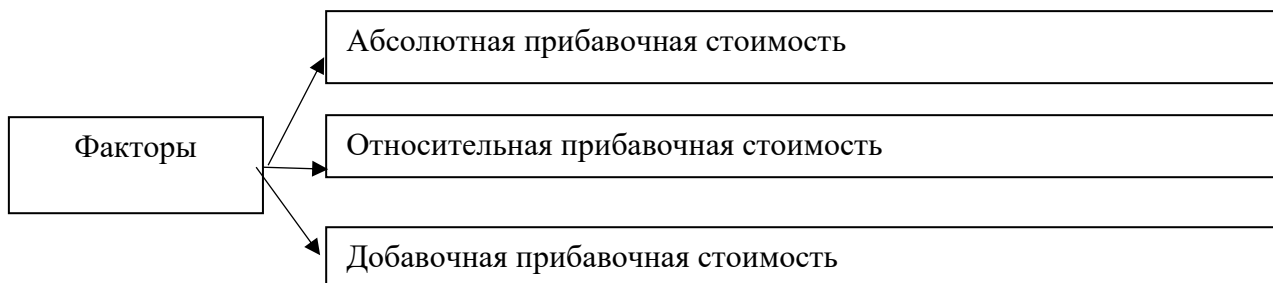 Абсолютная прибавочная стоимость
Факторы
Относительная прибавочная стоимость
Добавочная прибавочная стоимость